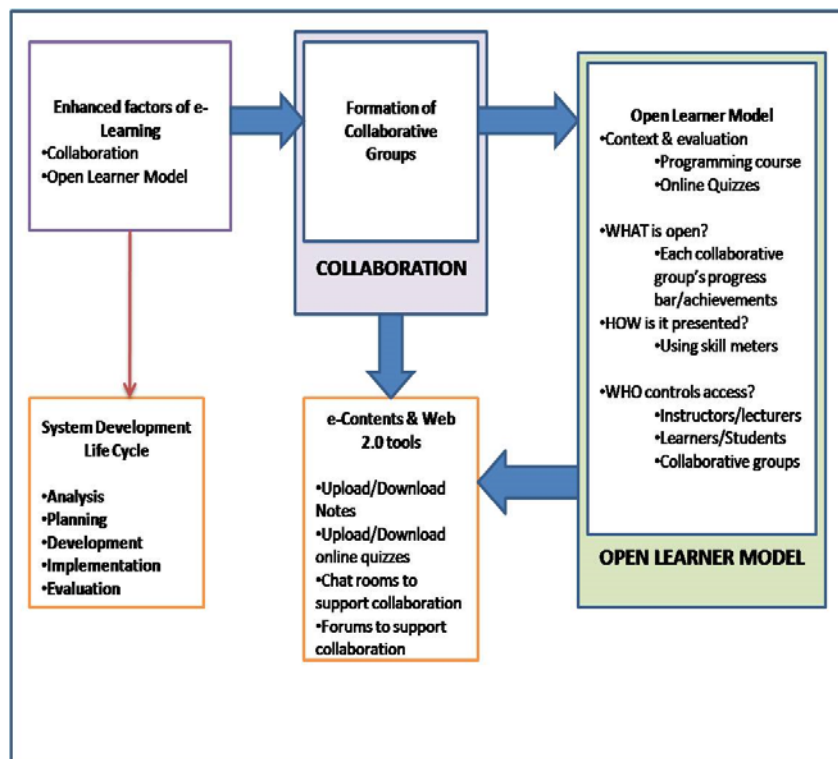 Enhanced factors of e-
Learning
•Collaboration
•Open Learner Model
Formation of
Collaborative
Groups
COLLABORATION
Open Learner Model
•Context & evaluation
•Programming course
•Online Quizzes
•WHAT is open?
•Each collaborative
group's progress
bar/achievements
•HOW is it presented?
•Using skill meters
•WHO controls access?
•Instructors/lecturers
•Learners/Students
•Collaborative groups
OPEN LEARNER MODEL
System Development
Life Cycle
•Analysis
•Planning
•Development
•Implementation
•Evaluation
e-Contents & Web
2.0 tools
•Upload/Download
Notes
•Upload/Download
online quizzes
•Chat rooms to
support collaboration
•Forums to support
collaboration